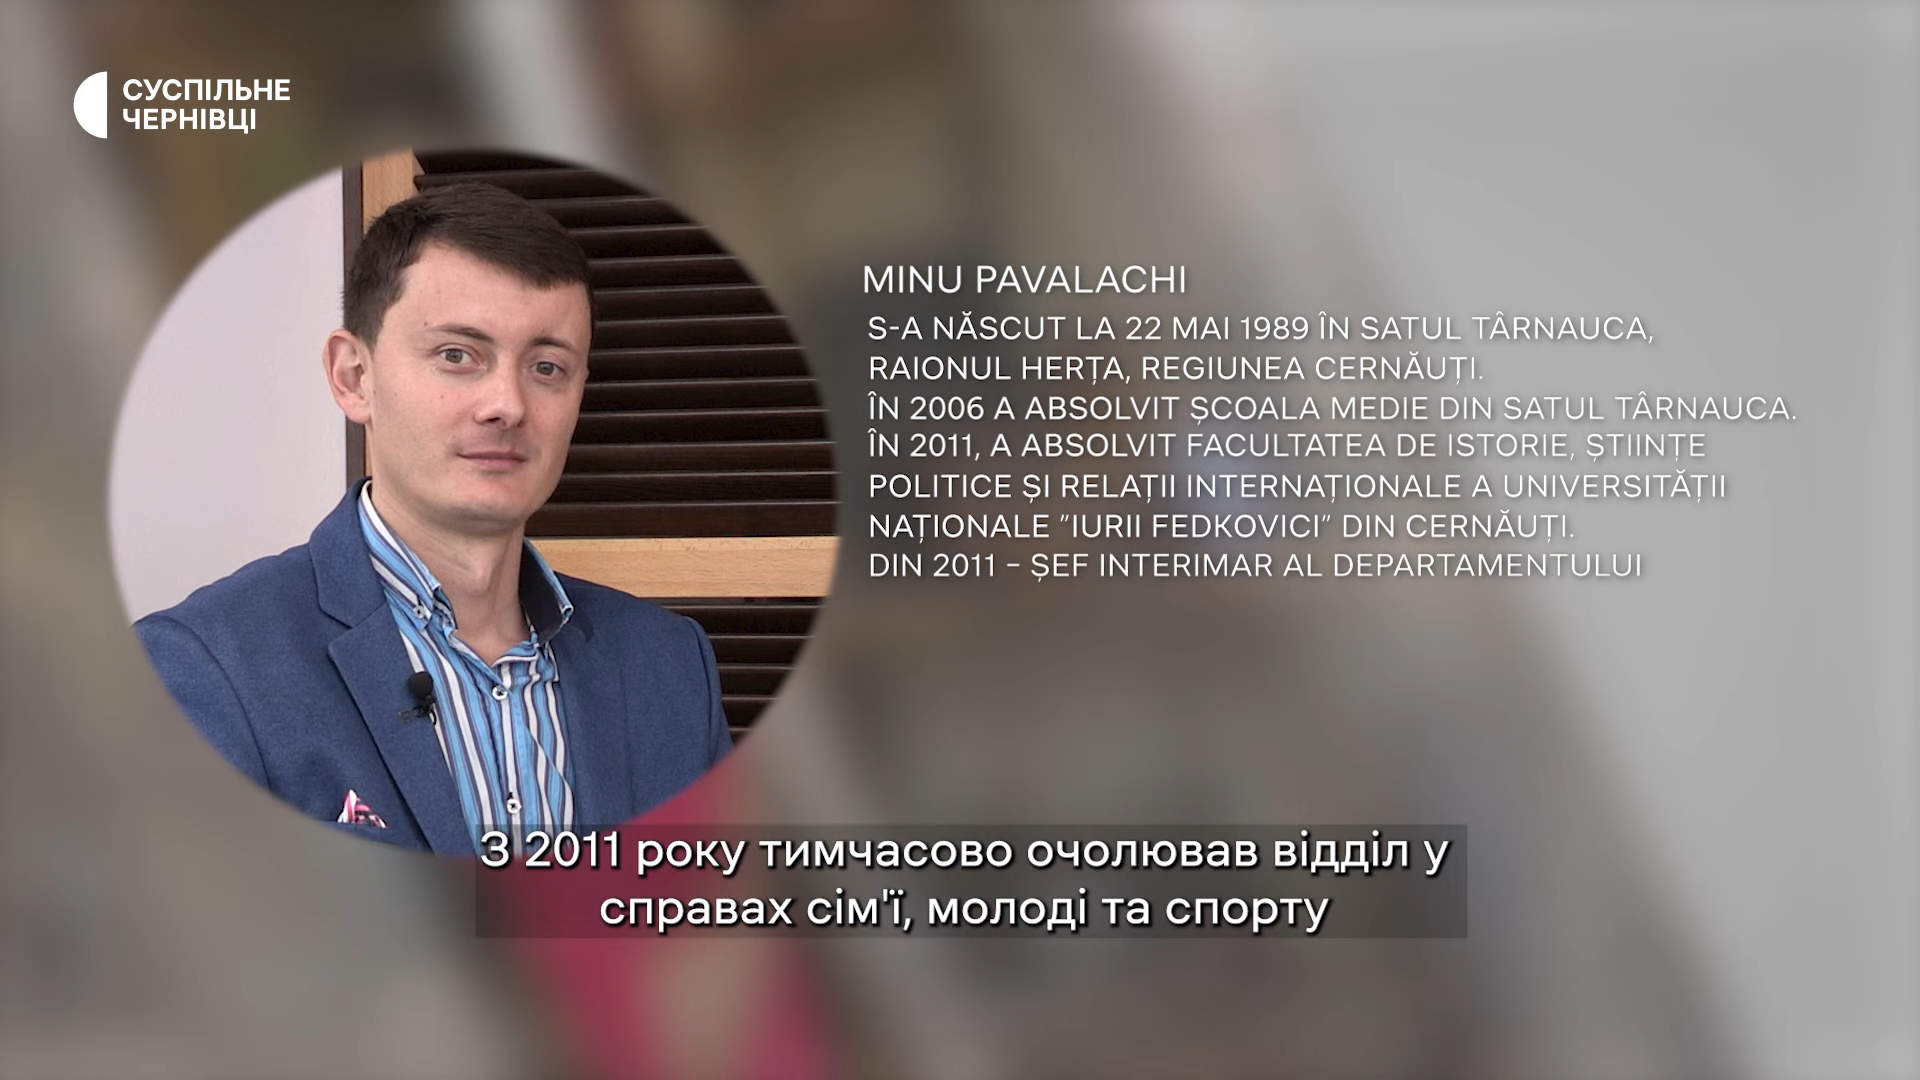 СУСПІЛЬНЕ
ЧЕРНІВЦІ
MINU PAVALACHI
S-A NĂSCUT LA 22 MAI 1989 ÎN SATUL TÂRNAUCA,
RAIONUL HERȚA, REGIUNEA CERNĂUȚI.
ÎN 2006 A ABSOLVIT ȘCOALA MEDIE DIN SATUL TÂRNAUCA.
ÎN 2011, A ABSOLVIT FACULTATEA DE ISTORIE, ȘTIINȚE
POLITICE ȘI RELAȚII INTERNAȚIONALE A UNIVERSITĂȚII
NAȚIONALE "IURII FEDKOVICI" DIN CERNĂUȚI.
DIN 2011 – ȘEF INTERIMAR AL DEPARTAMENTULUI
З 2011 року тимчасово очолював відділ у
справах сім'ї, молоді та спорту